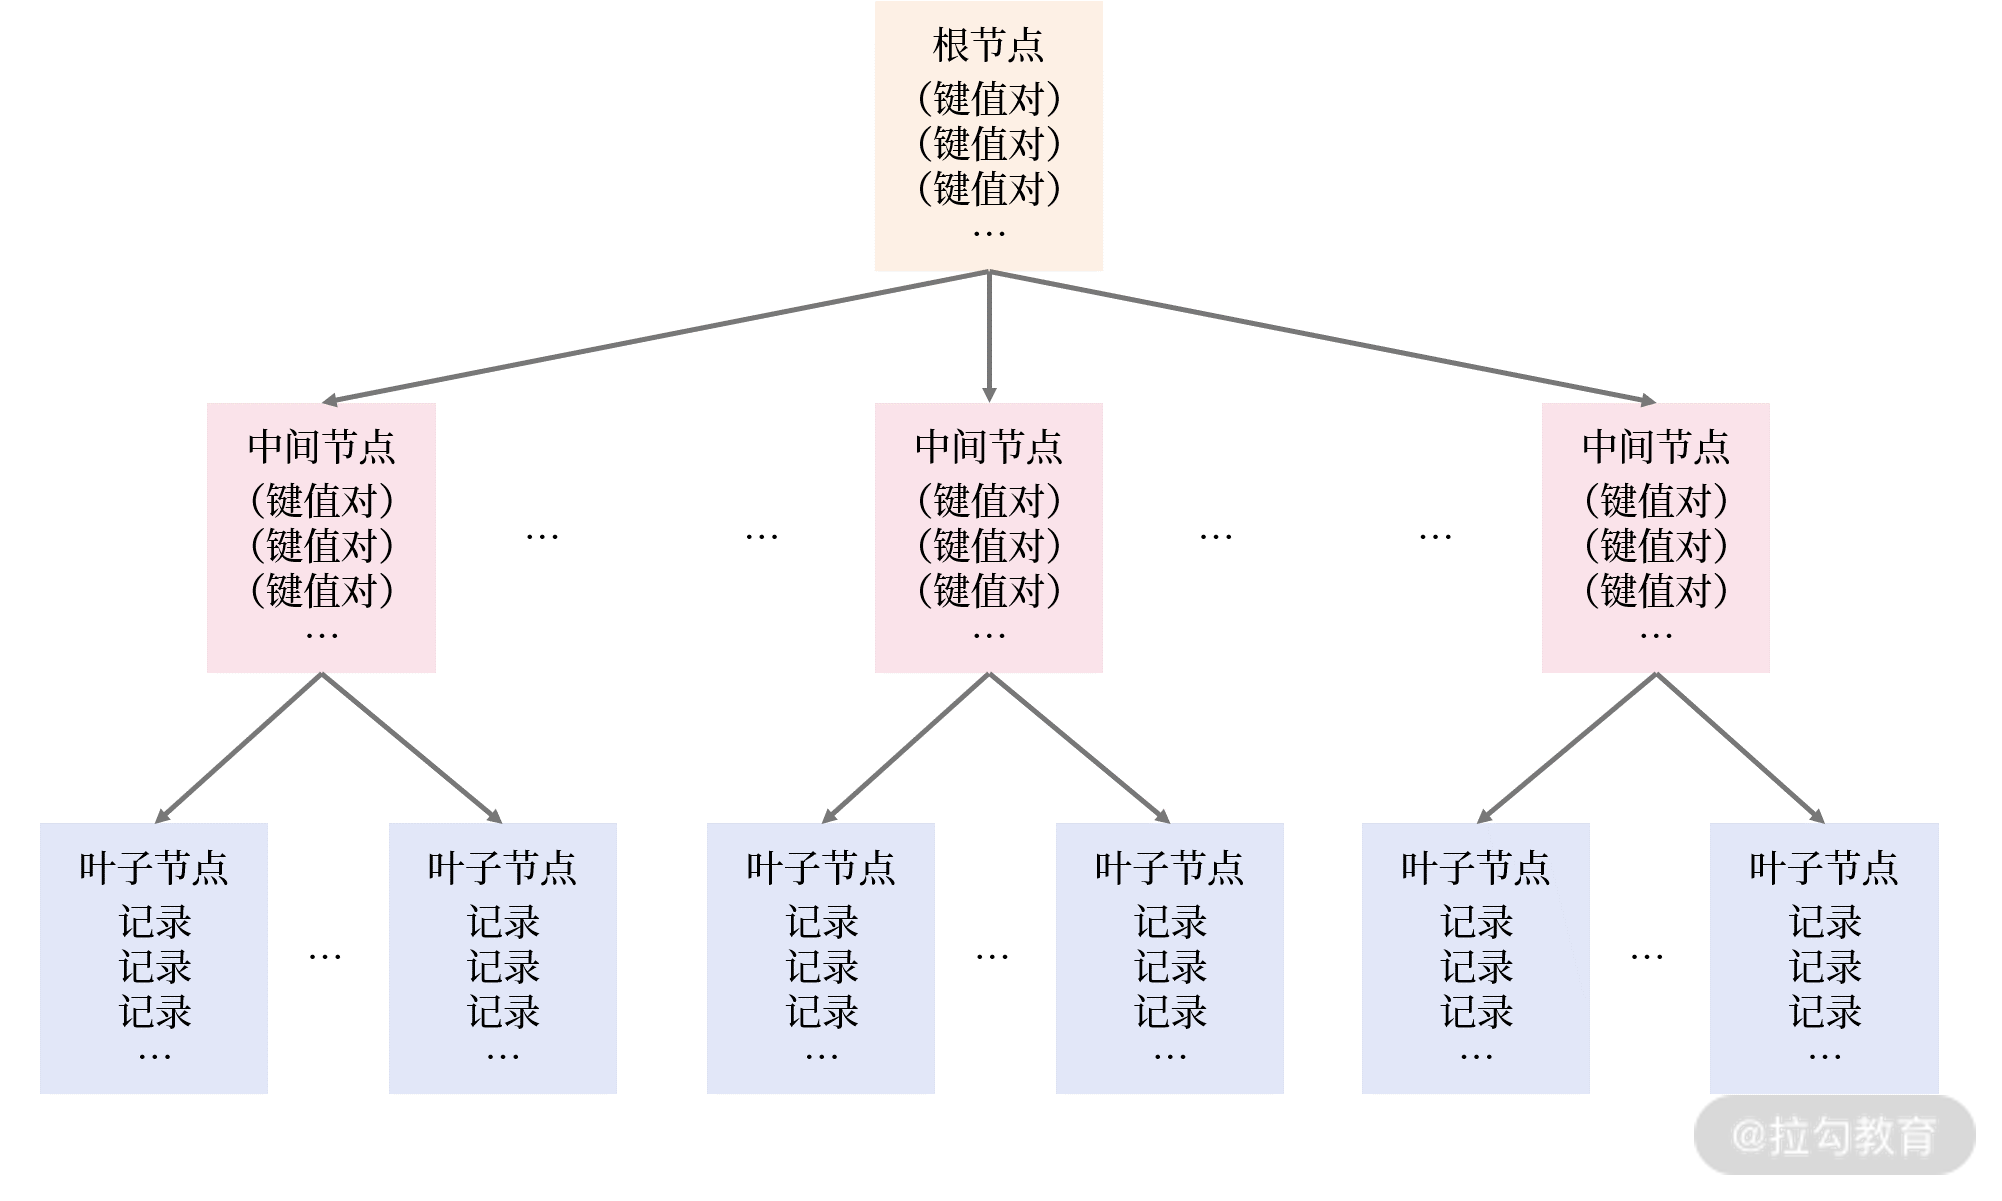 根节点
（键值对）
（键值对）
（键值对）
…
中间节点
（键值对）
（键值对）
（键值对）
…
…
…
中间节点
（键值对）
（键值对）
（键值对）
…
…
…
中间节点
（键值对）
（键值对）
（键值对）
…
叶子节点
记录
记录
记录
…
…
叶子节点
记录
记录
记录
…
叶子节点
记录
记录
记录
…
…
叶子节点
记录
记录
记录
…
叶子节点
记录
记录
记录
…
…
叶子节点
记录
记录
记录
…
@拉勾教育